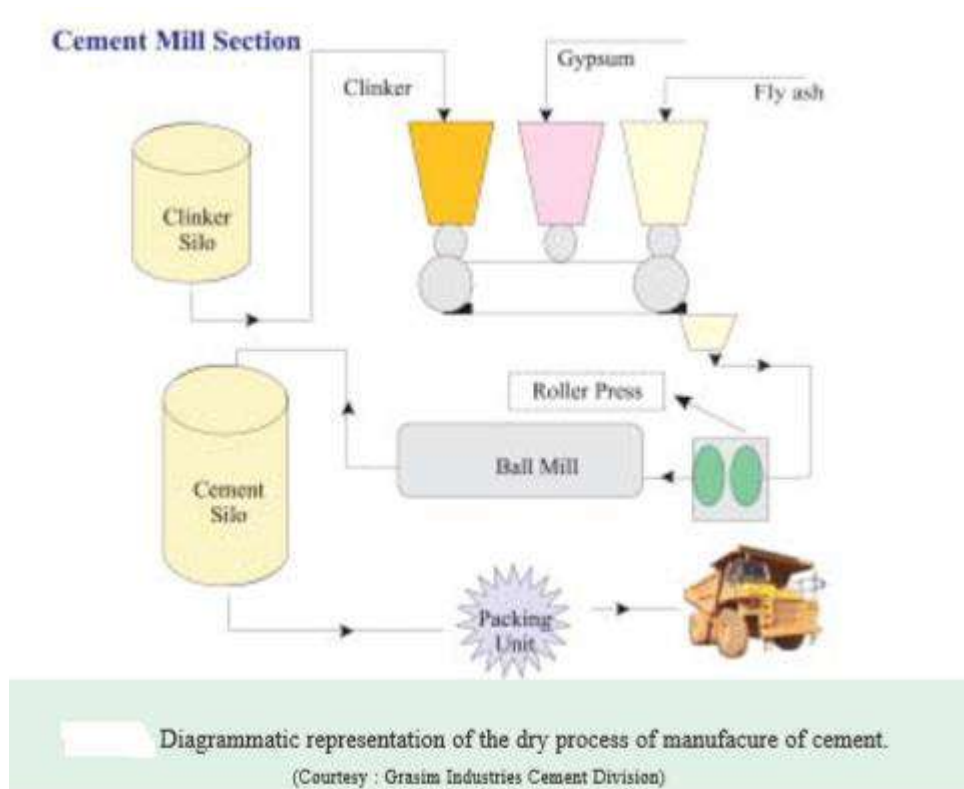 Cement Mill Section
Clinker
Gypsum
Fly ash
Clinker
Silo
Roller Press
Ball Mill
Cement
Silo
Packing
Unit
Diagrammatic representation of the dry process of manufacure of cement.
(Courtesy : Grasim Industries Cement Division)